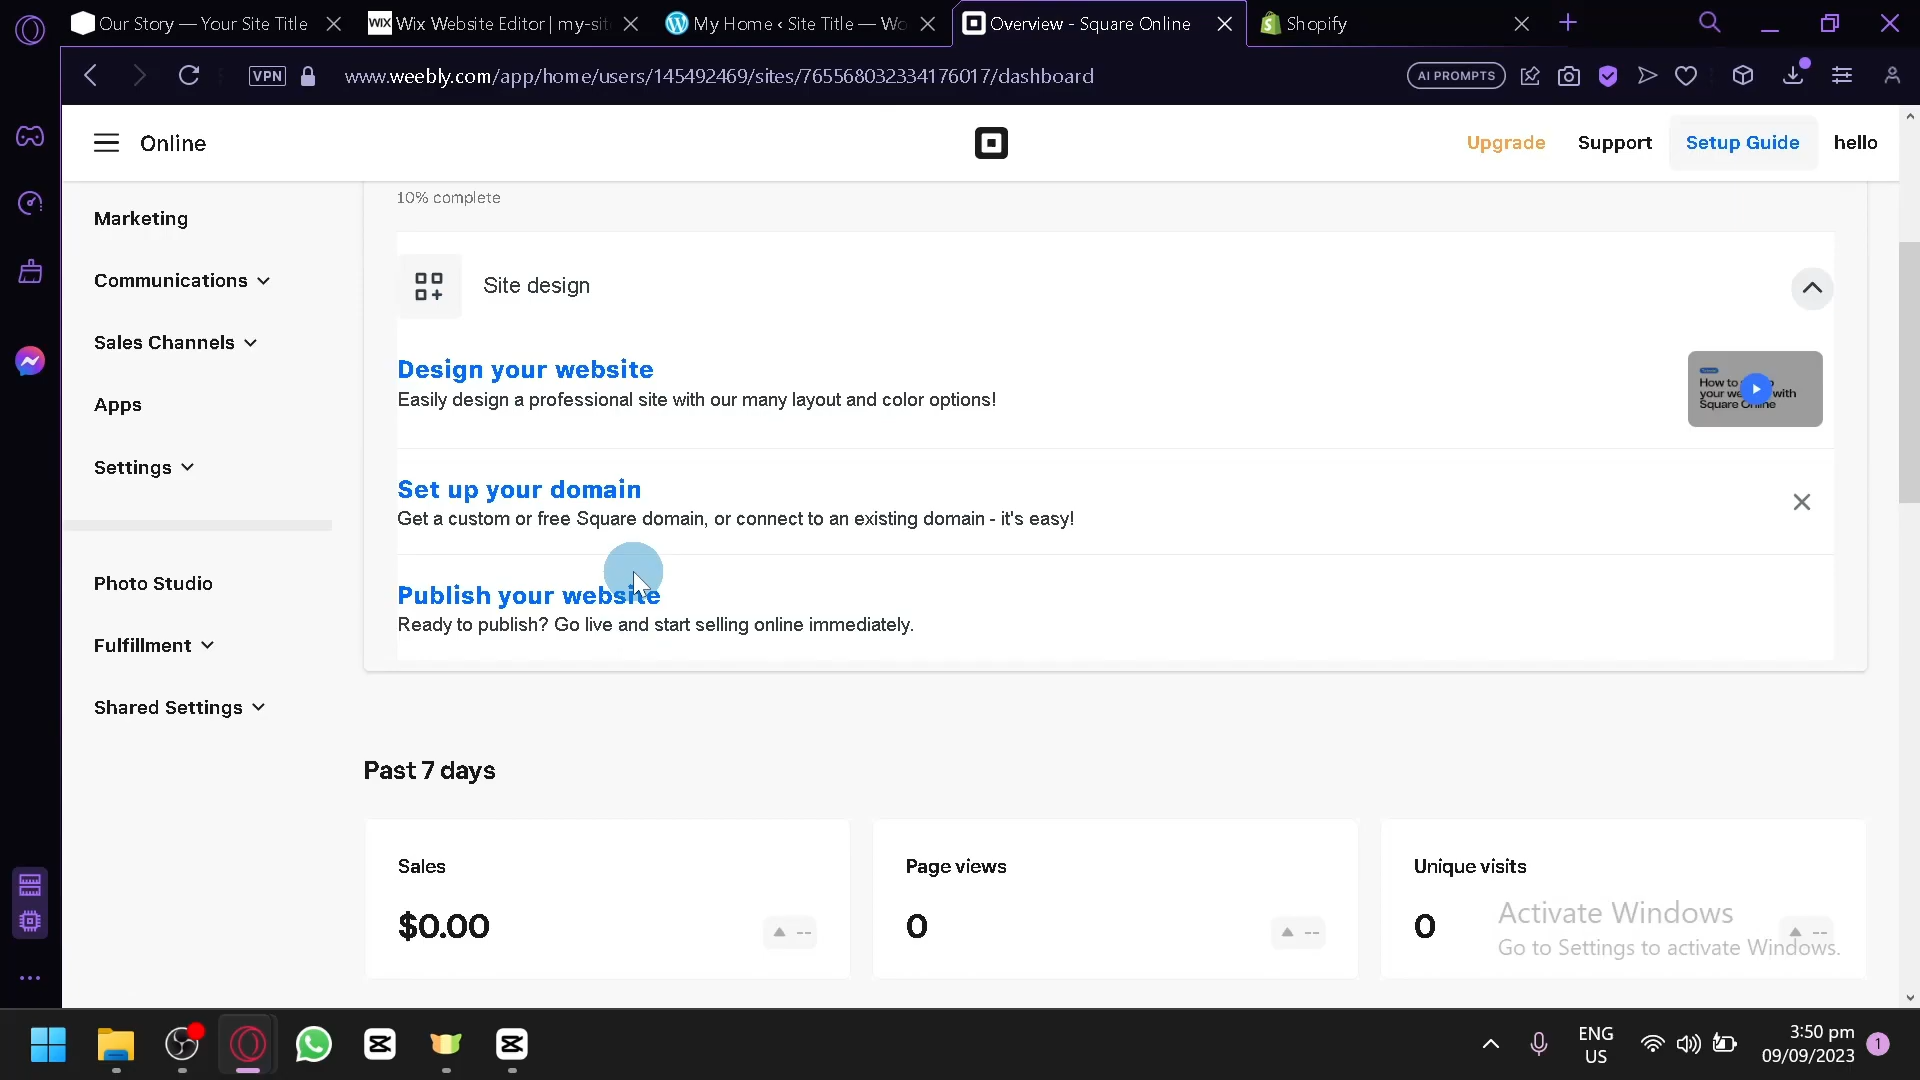 Our Story — Your Site Title
WIX Wix Website Editor | my-sit
My Home ‹ Site Title — Wo
Overview - Square Online
Shopify
VPN
www.weebly.com/app/home/users/145492469/sites/765568032334176017/dashboard
AI PROMPTS
Online
Upgrade
Support
Setup Guide
hello
Marketing
Communications
Sales Channels
Apps
Settings
Photo Studio
Fulfillment
Shared Settings
10% complete
Site design
Design your website
Easily design a professional site with our many layout and color options!
How to
your we with
Square Online
Set up your domain
Get a custom or free Square domain, or connect to an existing domain - it's easy!
Publish your website
Ready to publish? Go live and start selling online immediately.
Past 7 days
Sales
$0.00
--
Page views
0
--
Unique visits
0
--
Activate Windows
Go to Settings to activate Windows.
ENG
US
3:50 pm
09/09/2023
1